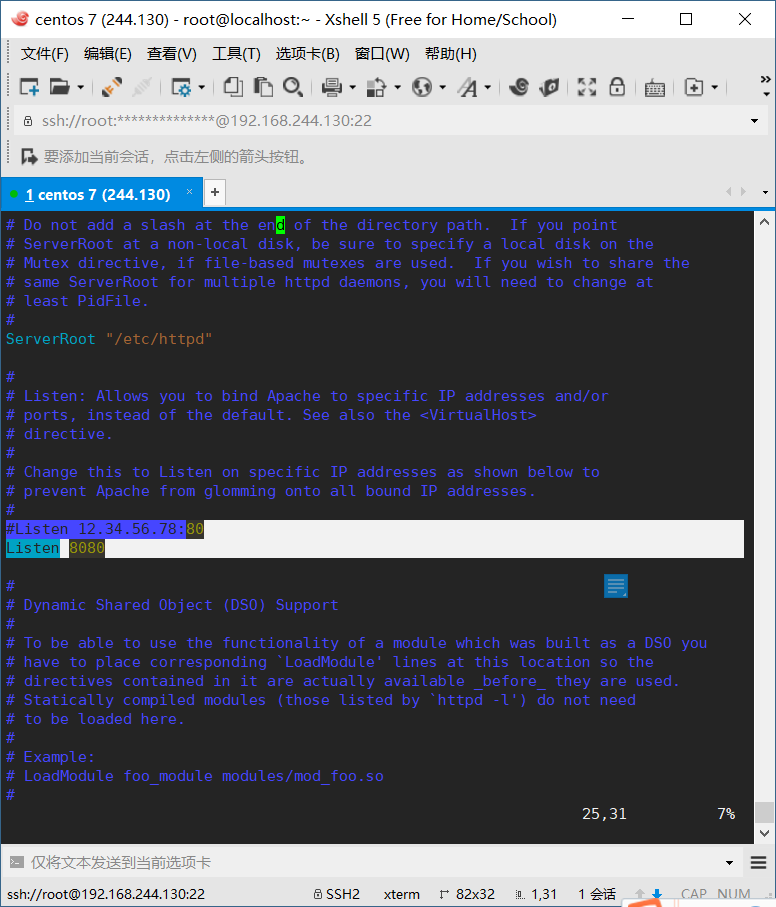 centos 7 (244.130) - root@localhost:~ - Xshell 5 (Free for Home/School)
文件(F) 编辑(E) 查看(V) 工具(T) 选项卡(B) 窗口(W) 帮助(H)
ssh://root:**************@192.168.244.130:22
要添加当前会话，点击左侧的箭头按钮。
1 centos 7 (244.130) × +
# Do not add a slash at the end of the directory path.  If you point
# ServerRoot at a non-local disk, be sure to specify a local disk on the
# Mutex directive, if file-based mutexes are used.  If you wish to share the
# same ServerRoot for multiple httpd daemons, you will need to change at
# least PidFile.
#
ServerRoot "/etc/httpd"
#
# Listen: Allows you to bind Apache to specific IP addresses and/or
# ports, instead of the default. See also the <VirtualHost>
# directive.
#
# Change this to Listen on specific IP addresses as shown below to
# prevent Apache from glomming onto all bound IP addresses.
#
#Listen 12.34.56.78:80
Listen 8080
#
# Dynamic Shared Object (DSO) Support
#
# To be able to use the functionality of a module which was built as a DSO you
# have to place corresponding `LoadModule' lines at this location so the
# directives contained in it are actually available _before_ they are used.
# Statically compiled modules (those listed by `httpd -l') do not need
# to be loaded here.
#
# Example:
# LoadModule foo_module modules/mod_foo.so
#
25,31 7%
仅将文本发送到当前选项卡
ssh://root@192.168.244.130:22 SSH2 xterm 82x32 1,31 1 会话 CAP NUM